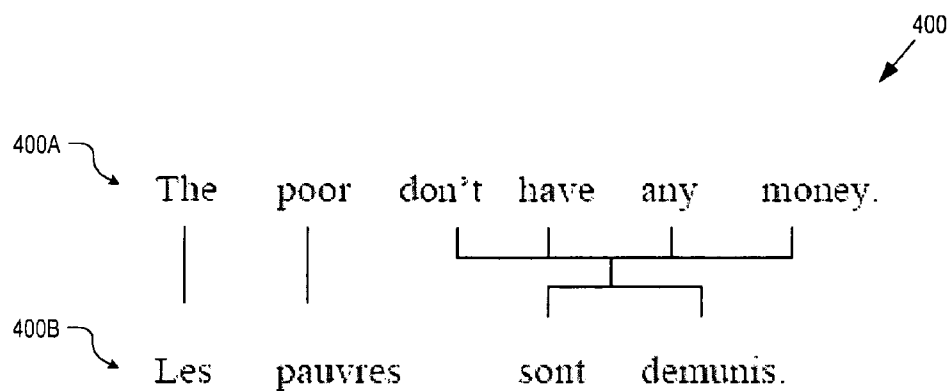 400
400A
The poor don't have any money.
400B
Les pauvres sont demunis.